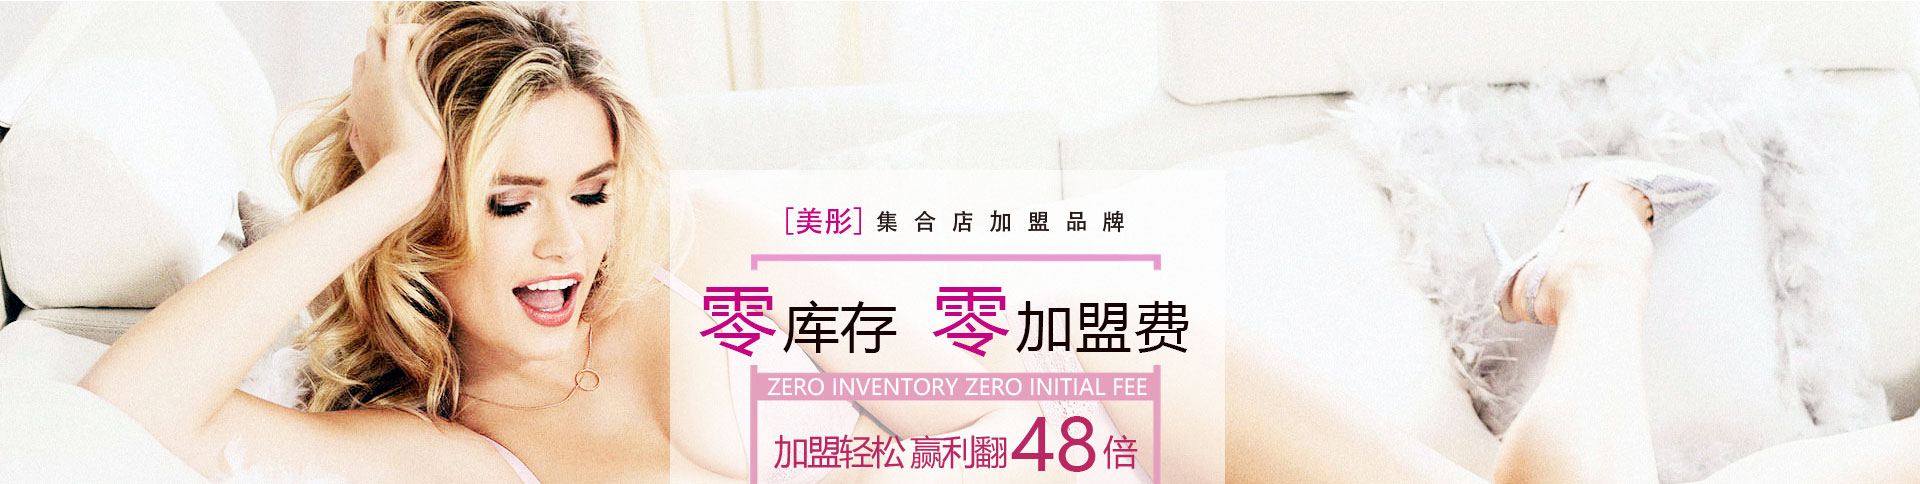 [美彤] 集合店加盟品牌
零库存 零加盟费
ZERO INVENTORY ZERO INITIAL FEE
加盟轻松 赢利翻48倍